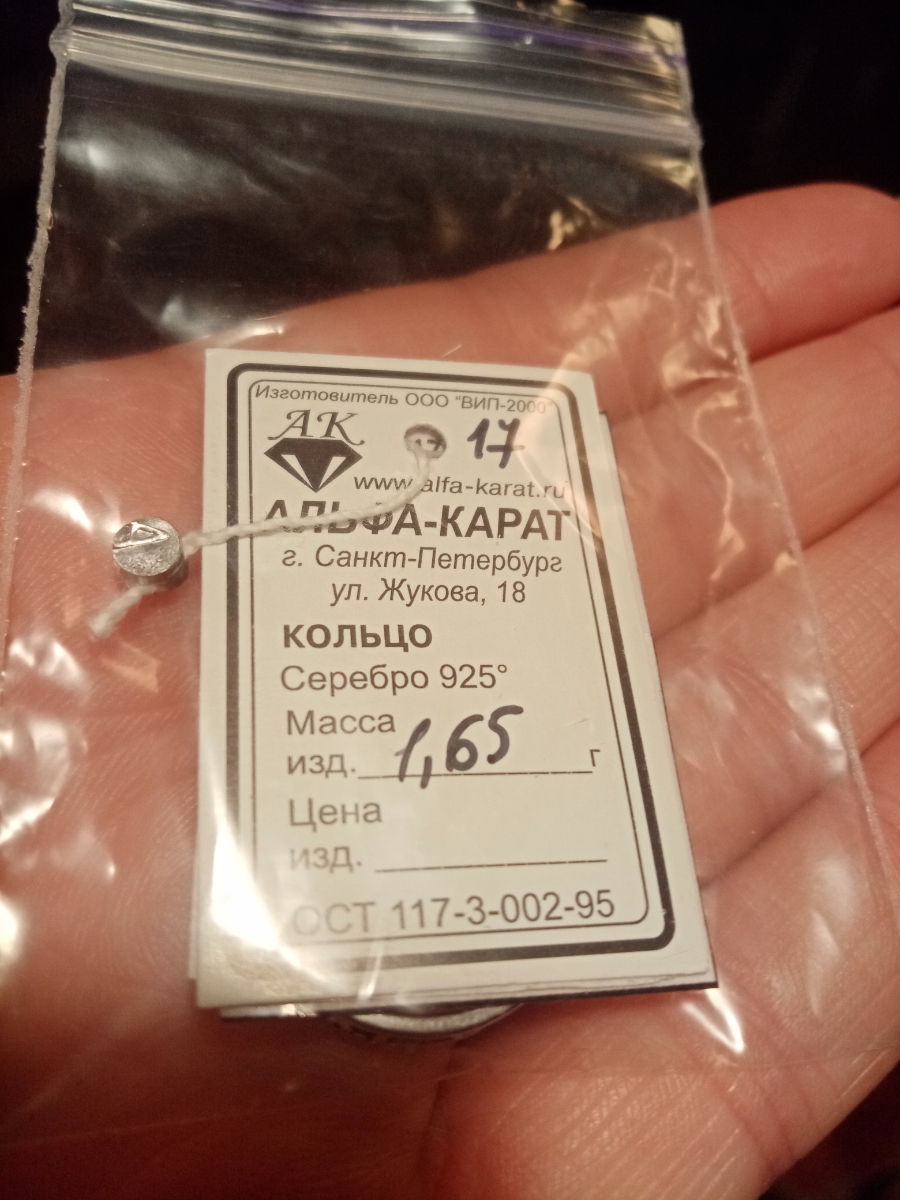 Изготовитель ООО "ВИП-2000"
АК
17
www.alfa-karat.ru
АЛЬФА-КАРАТ
г. Санкт-Петербург
ул. Жукова, 18
КОЛЬЦО
Серебро 925°
Масса
изд. 1,65 г
Цена
изд.
ОСТ 117-3-002-95